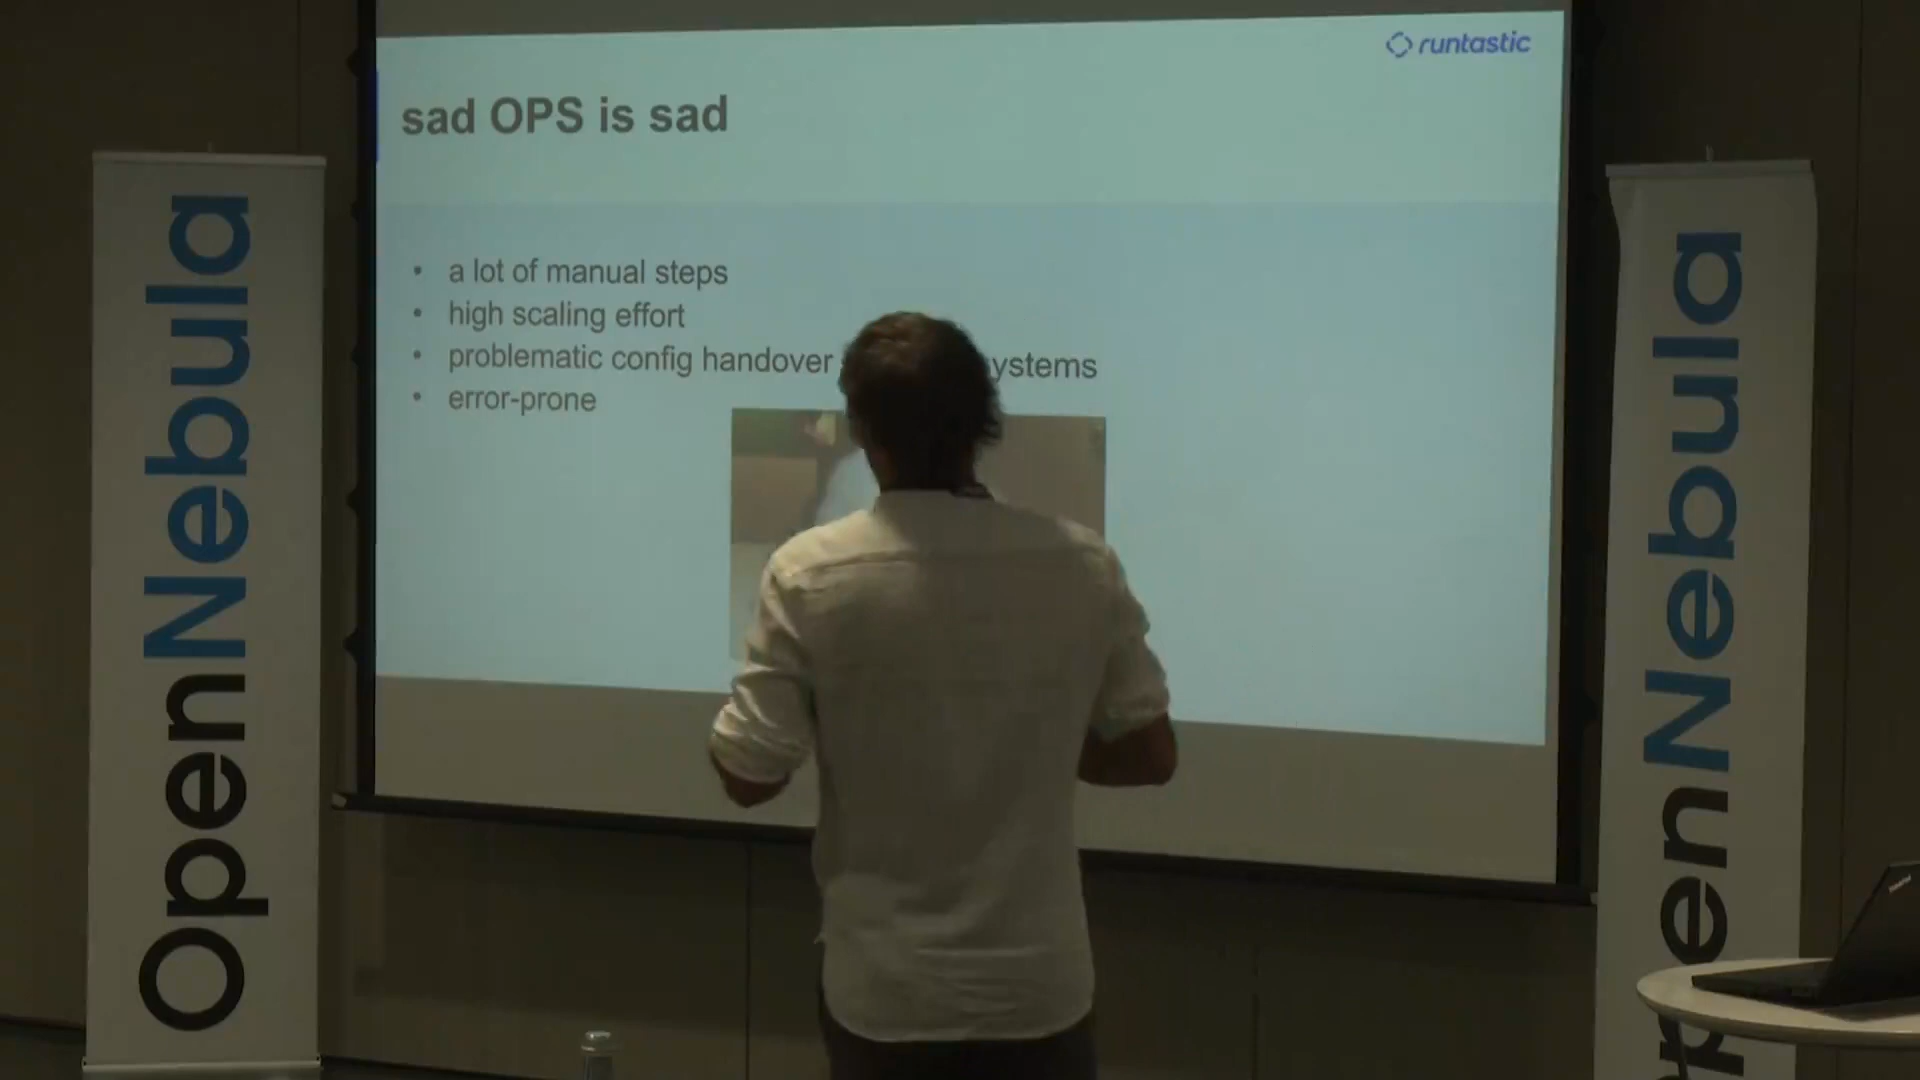 runtastic
sad OPS is sad
• a lot of manual steps
• high scaling effort
• problematic config handover ystems
• error-prone
OpenNebula
penNebula